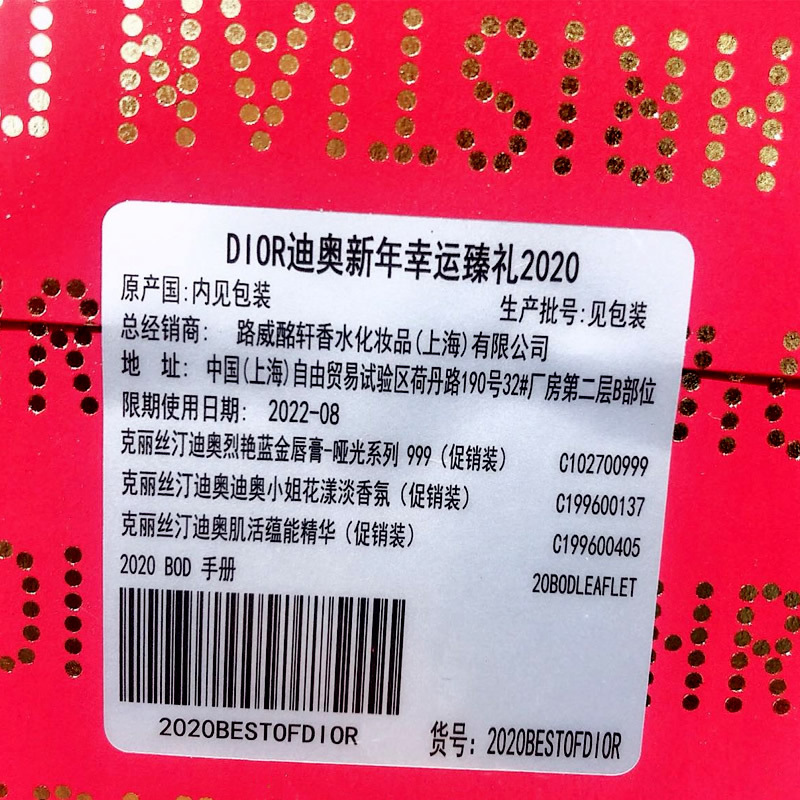 DIOR迪奥新年幸运臻礼2020
原产国:内见包装 生产批号:见包装
总经销商: 路威酩轩香水化妆品(上海)有限公司
地 址: 中国(上海)自由贸易试验区荷丹路190号32#厂房第二层B部位
限期使用日期: 2022-08
克丽丝汀迪奥烈艳蓝金唇膏-哑光系列 999 (促销装) C102700999
克丽丝汀迪奥迪奥小姐花漾淡香氛 (促销装) C199600137
克丽丝汀迪奥肌活蕴能精华 (促销装) C199600405
2020 BOD 手册 20BODLEAFLET
2020BESTOFDIOR 货号: 2020BESTOFDIOR